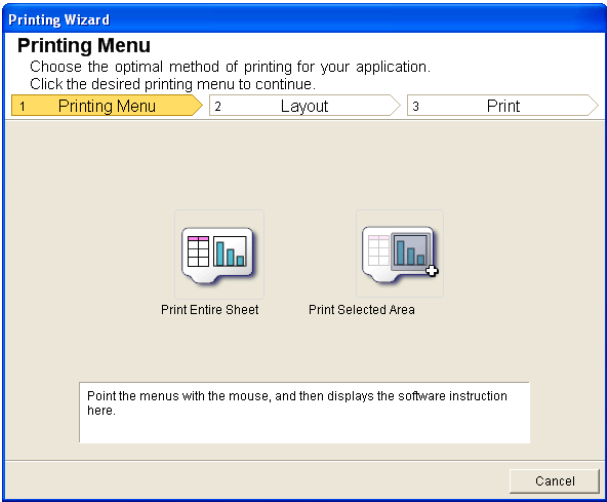 Printing Wizard
Printing Menu
Choose the optimal method of printing for your application.
Click the desired printing menu to continue.
1 Printing Menu 2 Layout 3 Print
Print Entire Sheet Print Selected Area
Point the menus with the mouse, and then displays the software instruction
here.
Cancel